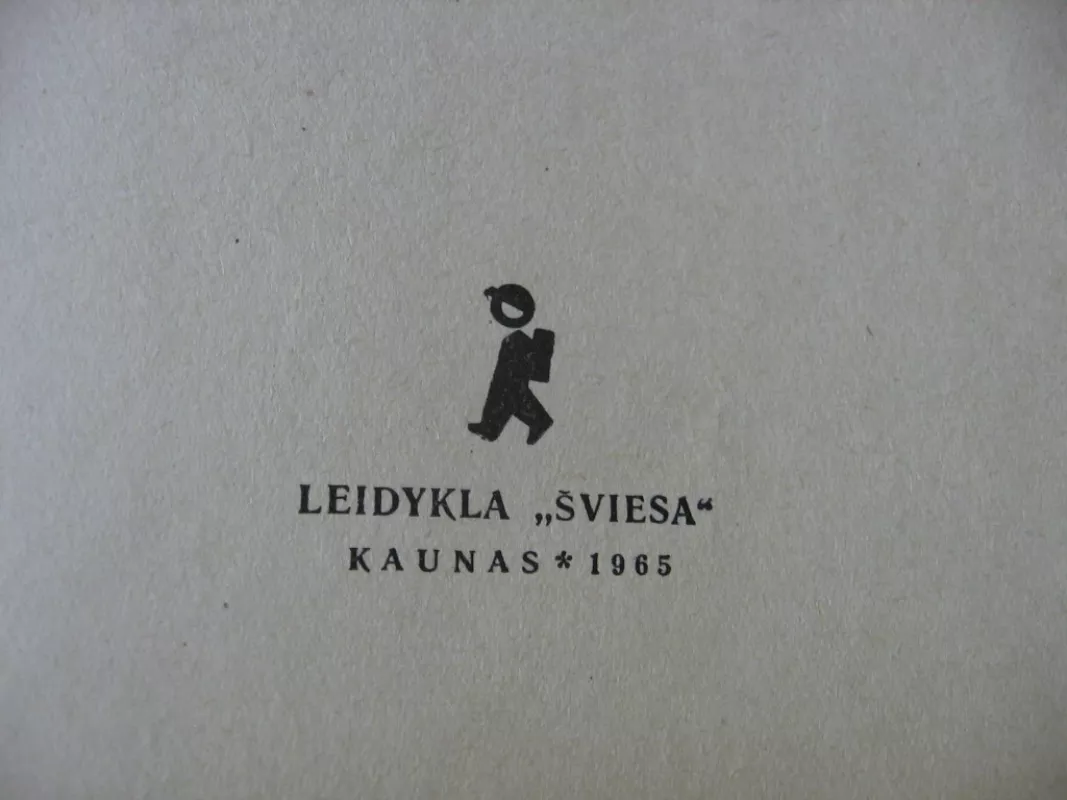 LEIDYKLA „ŠVIESA“
KAUNAS * 1965